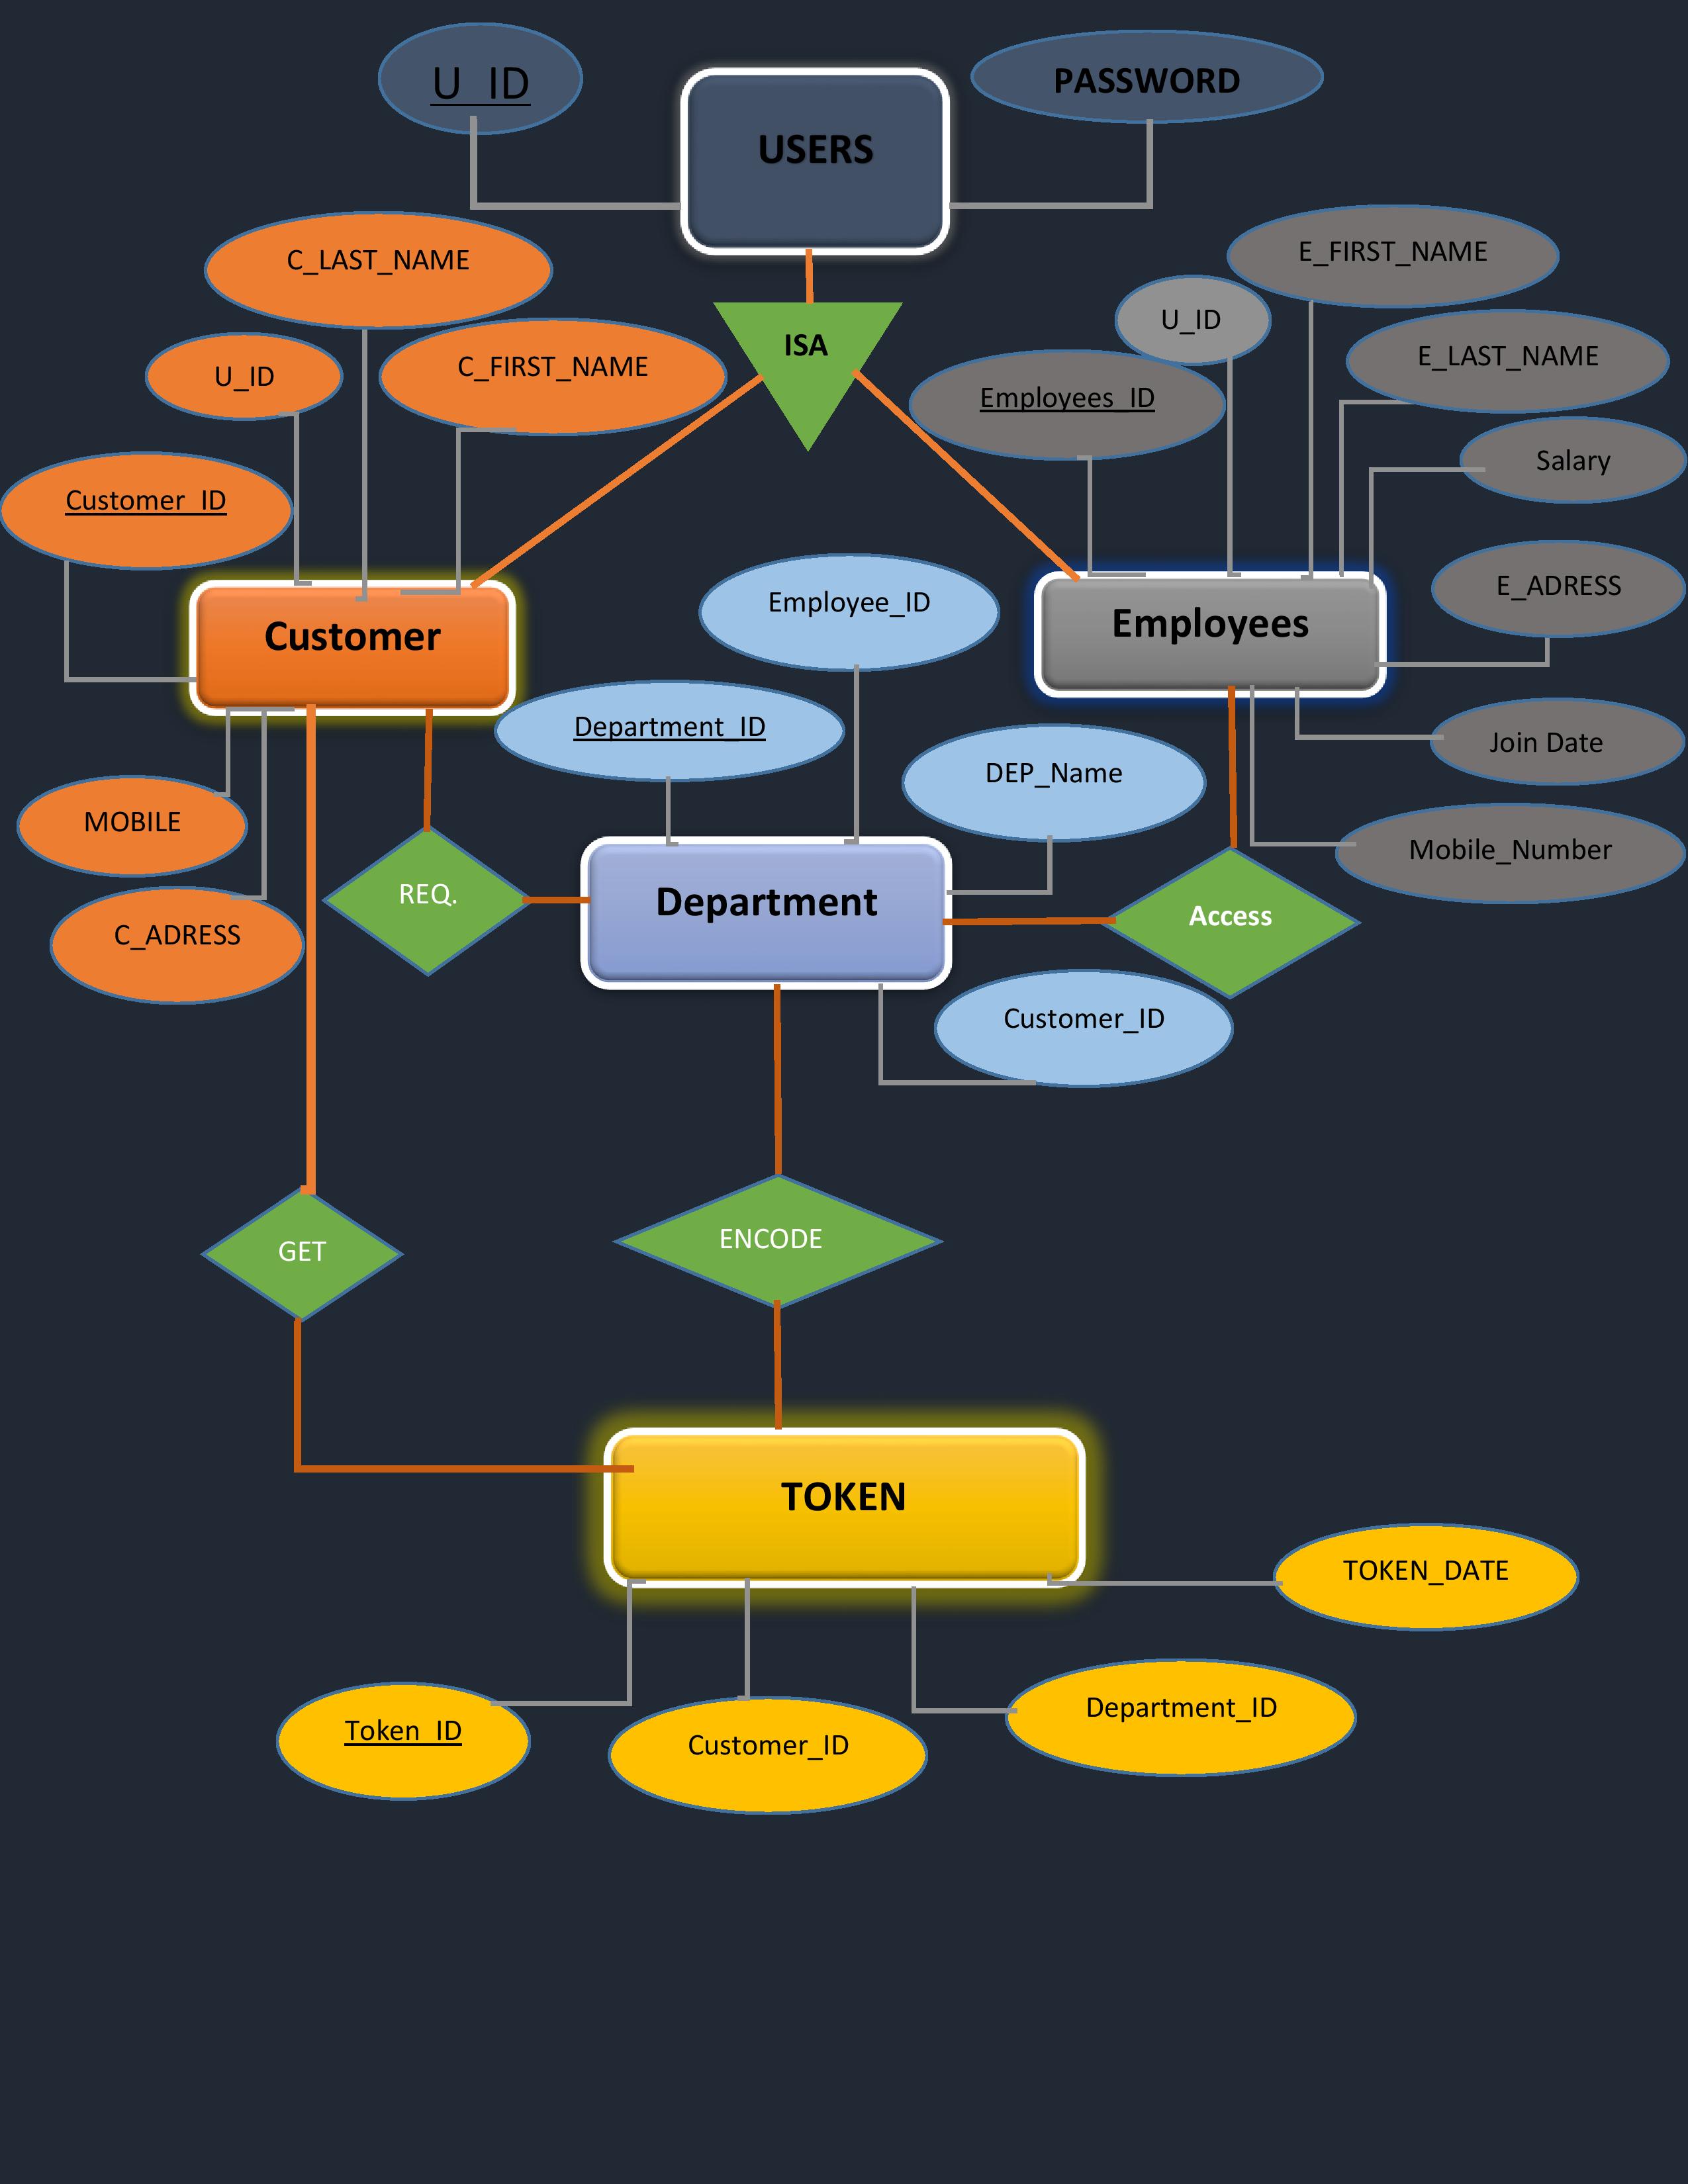 U_ID
PASSWORD
USERS
C_LAST_NAME
E_FIRST_NAME
U_ID
ISA
E_LAST_NAME
U_ID
C_FIRST_NAME
Employees_ID
Salary
Customer_ID
E_ADRESS
Employee_ID
Employees
Customer
Department_ID
Join Date
DEP_Name
MOBILE
Mobile_Number
REQ.
Department
Access
C_ADRESS
Customer_ID
ENCODE
GET
TOKEN
TOKEN_DATE
Department_ID
Token_ID
Customer_ID